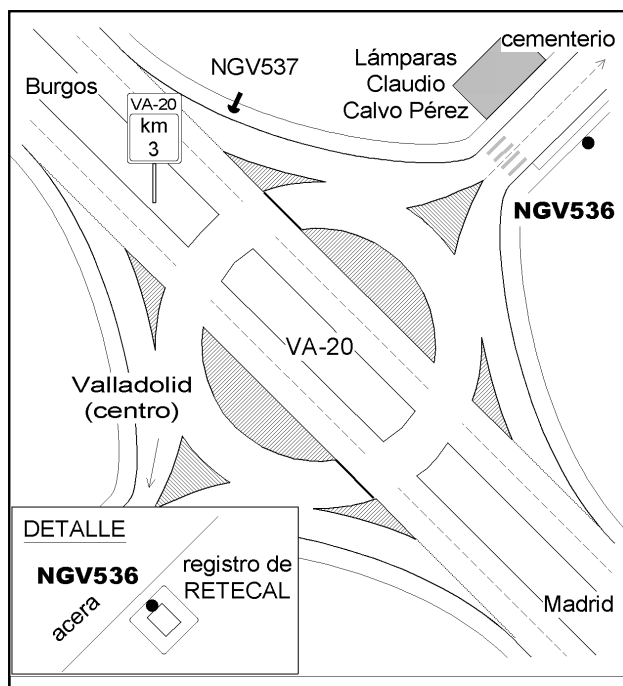 cementerio
Lámparas
Claudio
Calvo Pérez
NGV537
Burgos
VA-20
km
3
NGV536
VA-20
Valladolid
(centro)
DETALLE
NGV536
registro de
RETECAL
acera
Madrid